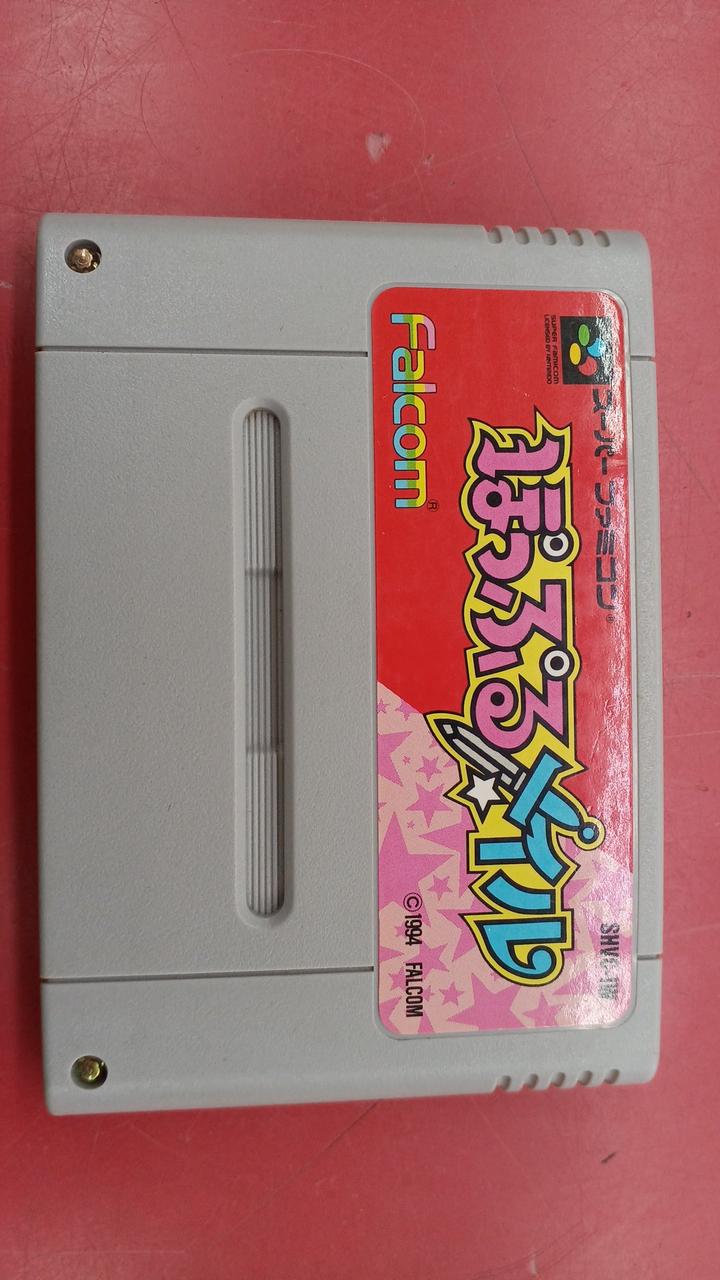 スーパーファミコン®
SUPER FAMICOM
LICENSED BY NINTENDO
ぽっぷるメイル
Falcom®
©1994 FALCOM